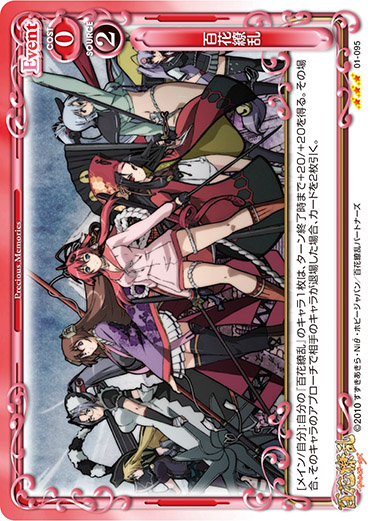 Event
COST
0
SOURCE
2
百花繚乱
01-095
Precious Memories
[メイン/自分]:自分の『百花繚乱』のキャラ1枚は、ターン終了時まで+20/+20を得る。その場
合、そのキャラのアプローチで相手のキャラが退場した場合、カードを2枚引く。
©2010 すずきあきら・Niθ・ホビージャパン/百花繚乱パートナーズ
百花繚乱